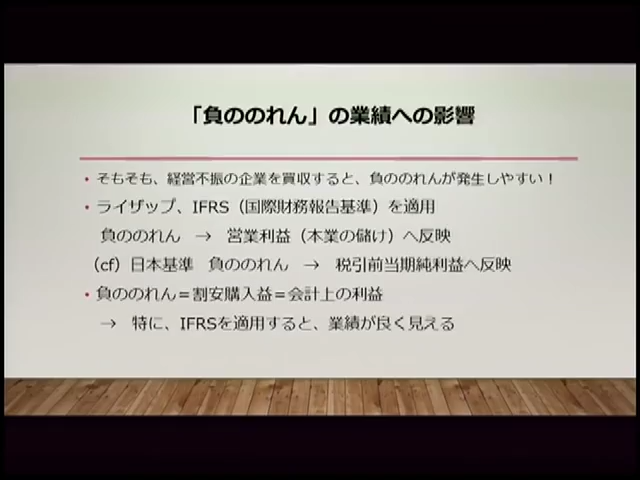 「負ののれん」の業績への影響
• そもそも、経営不振の企業を買収すると、負ののれんが発生しやすい！
• ライザップ、IFRS（国際財務報告基準）を適用
負ののれん　→　営業利益（本業の儲け）へ反映
（cf）日本基準　負ののれん　→　税引前当期純利益へ反映
• 負ののれん＝割安購入益＝会計上の利益
→　特に、IFRSを適用すると、業績が良く見える